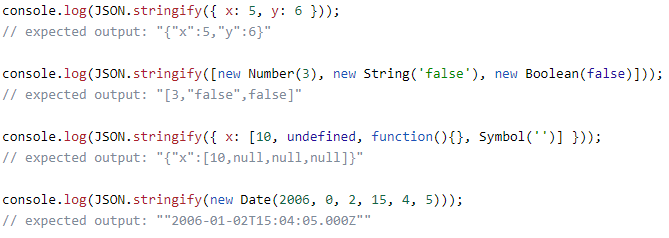 console.log(JSON.stringify({ x: 5, y: 6 }));
// expected output: "{"x":5,"y":6}"
console.log(JSON.stringify([new Number(3), new String('false'), new Boolean(false)]));
// expected output: "[3,"false",false]"
console.log(JSON.stringify({ x: [10, undefined, function(){}, Symbol('')] }));
// expected output: "{"x":[10,null,null,null]}"
console.log(JSON.stringify(new Date(2006, 0, 2, 15, 4, 5)));
// expected output: ""2006-01-02T15:04:05.000Z""